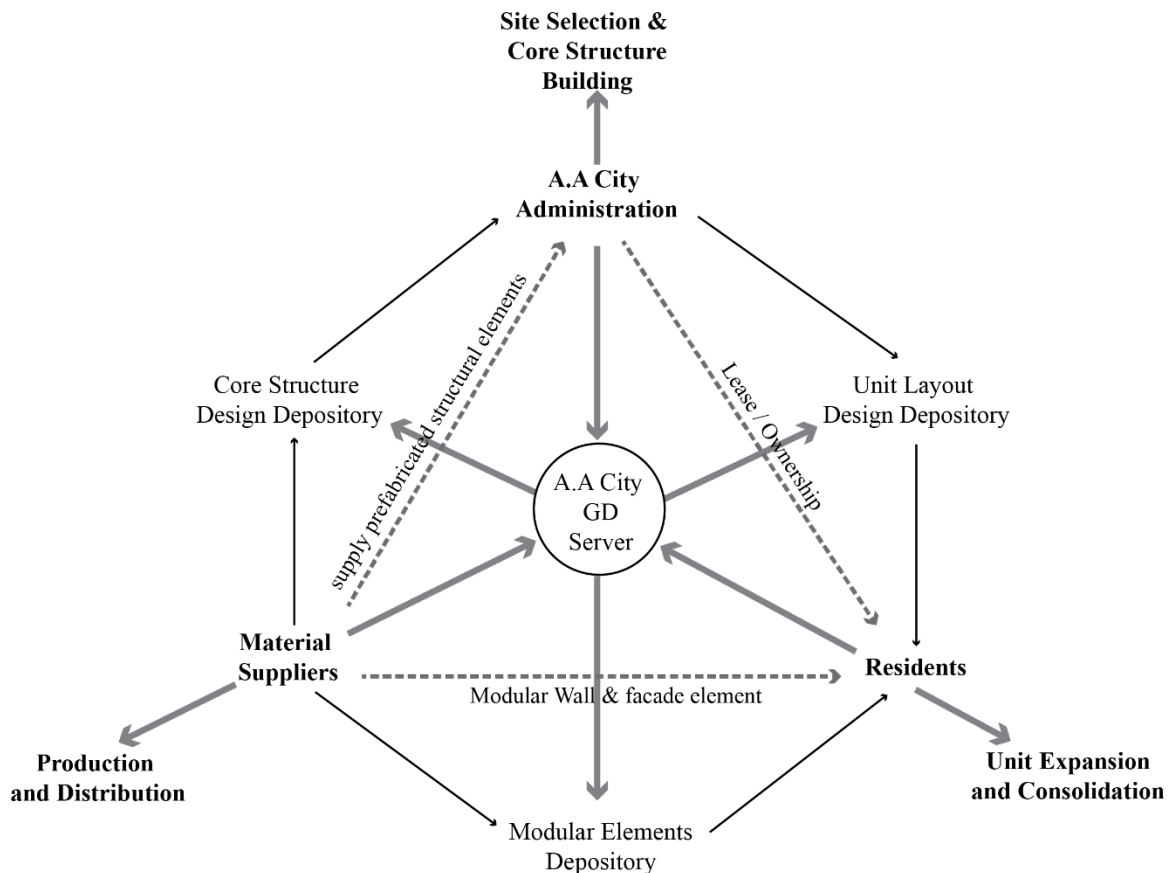 Site Selection &
Core Structure
Building
A.A City
Administration
supply prefabricated structural elements
Lease / Ownership
Core Structure
Design Depository
Unit Layout
Design Depository
A.A City
GD
Server
Material
Suppliers
Residents
Modular Wall & facade element
Production
and Distribution
Unit Expansion
and Consolidation
Modular Elements
Depository